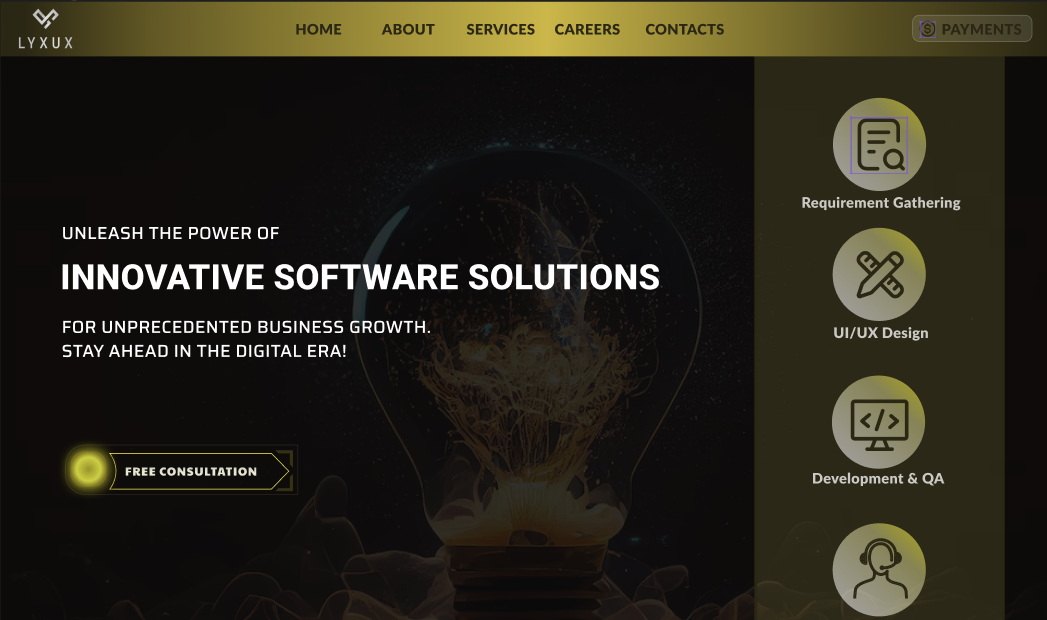 LYXUX
HOME ABOUT SERVICES CAREERS CONTACTS
$ PAYMENTS
UNLEASH THE POWER OF
INNOVATIVE SOFTWARE SOLUTIONS
FOR UNPRECEDENTED BUSINESS GROWTH.
STAY AHEAD IN THE DIGITAL ERA!
FREE CONSULTATION
Requirement Gathering
UI/UX Design
</>
Development & QA